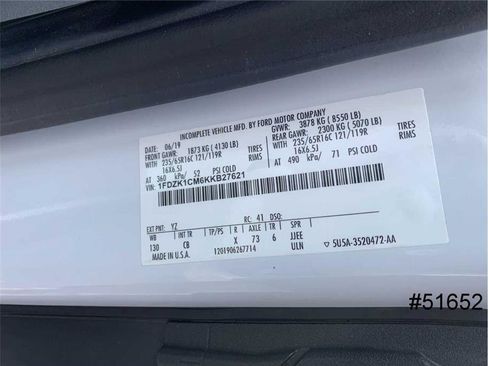 INCOMPLETE VEHICLE MFD. BY FORD MOTOR COMPANY
DATE: 06/19 GVWR: 3878 KG (8550 LB)
FRONT GAWR: 1873 KG (4130 LB) REAR GAWR: 2300 KG (5070 LB)
WITH 235/65R16C 121/119R TIRES WITH 235/65R16C 121/119R TIRES
16X6.5J RIMS 16X6.5J RIMS
AT 360 kPa/ 52 PSI COLD AT 490 kPa/ 71 PSI COLD
VIN: 1FDZK1CM6KKB27621
EXT PNT: YZ RC: 41 DSO:
WB INT TR TP/PS R AXLE TR
130 CB X 73 6 JJEE
MADE IN U.S.A. 1201906267714 ULN ▽ 5U5A-3520472-AA
#51652